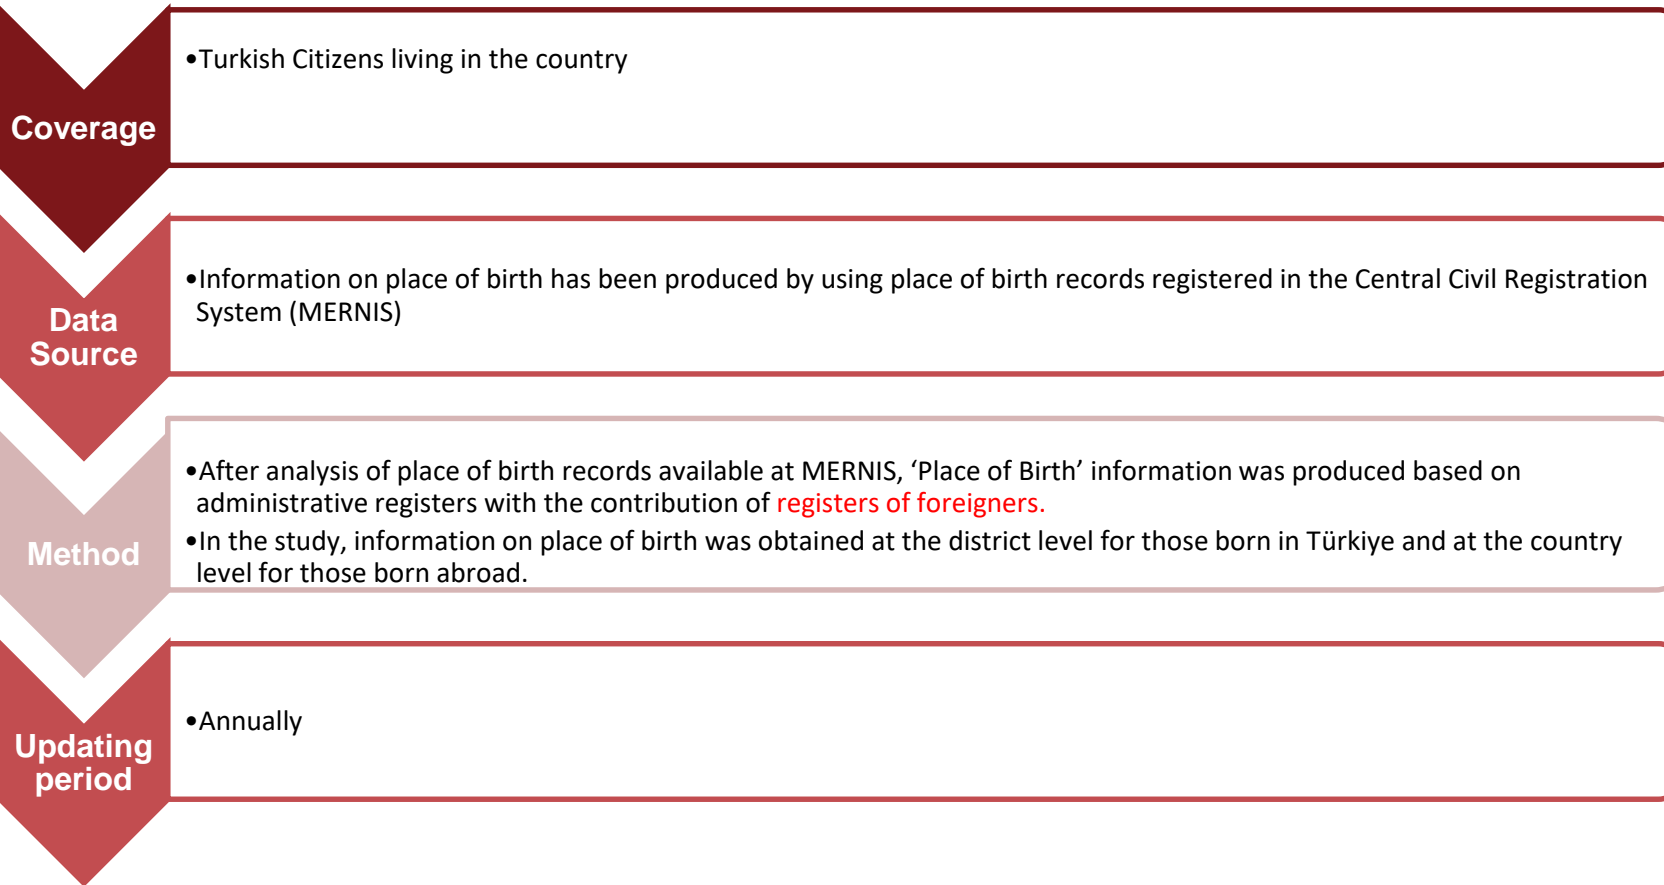 Coverage
•Turkish Citizens living in the country
Data
Source
•Information on place of birth has been produced by using place of birth records registered in the Central Civil Registration
System (MERNIS)
Method
•After analysis of place of birth records available at MERNIS, ‘Place of Birth’ information was produced based on
administrative registers with the contribution of registers of foreigners.
•In the study, information on place of birth was obtained at the district level for those born in Türkiye and at the country
level for those born abroad.
Updating
period
•Annually